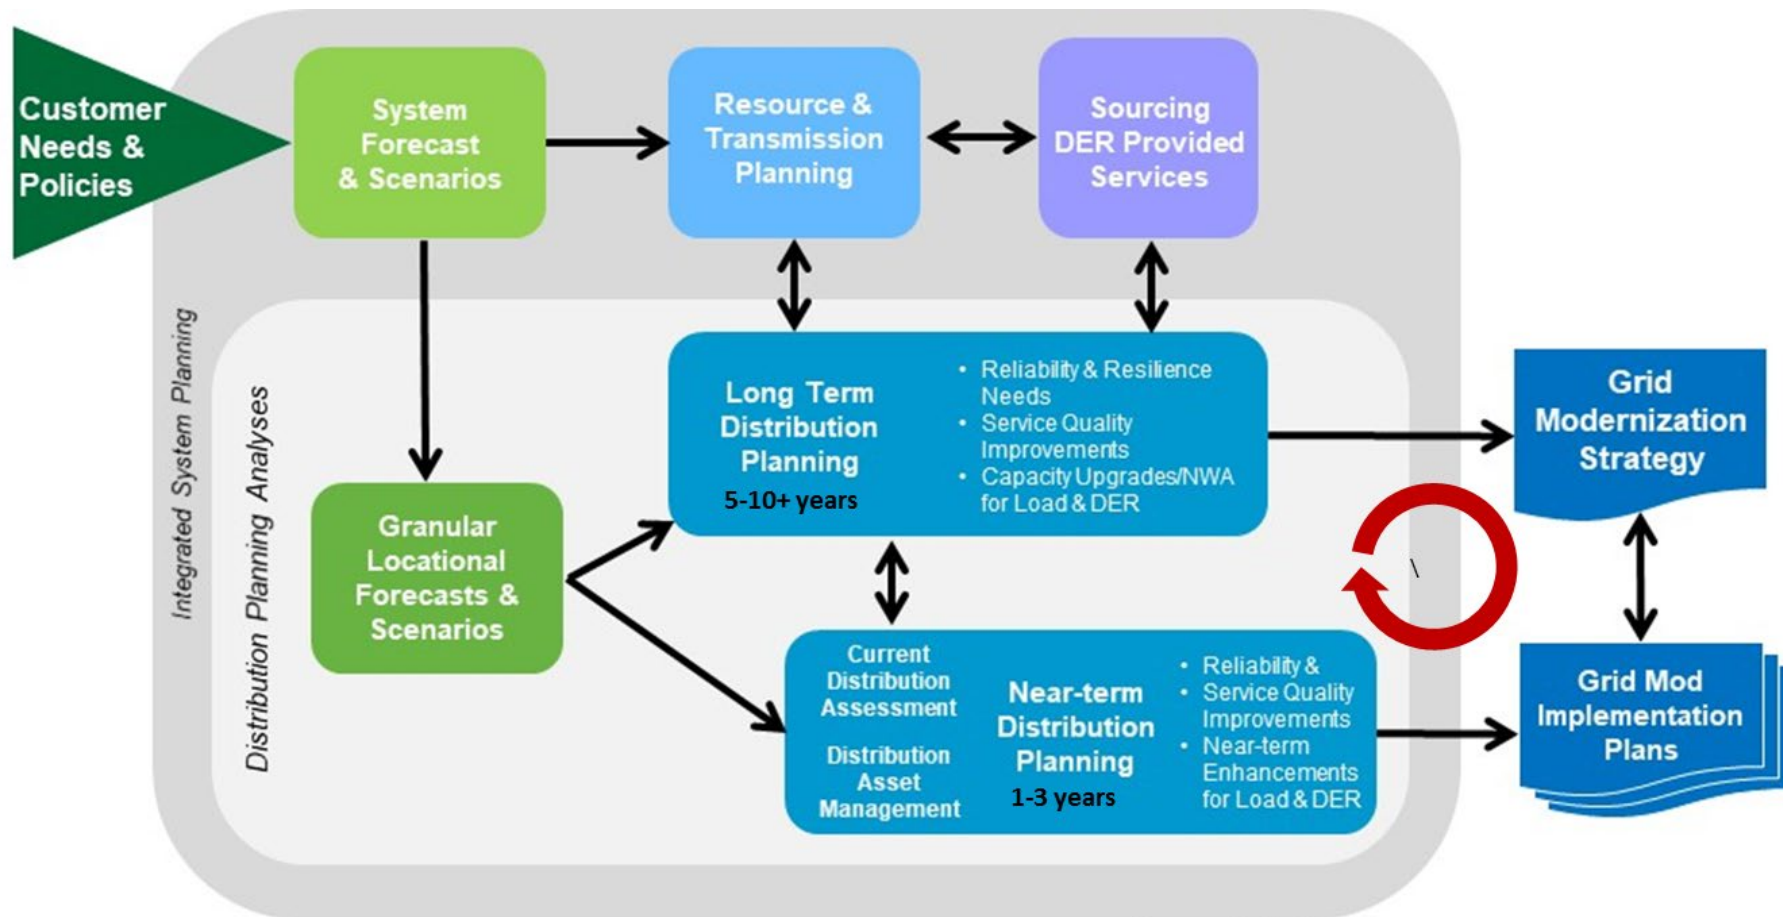 Customer
Needs &
Policies
System
Forecast
& Scenarios
Resource &
Transmission
Planning
Sourcing
DER Provided
Services
Integrated System Planning
Distribution Planning Analyses
Granular
Locational
Forecasts &
Scenarios
Long Term
Distribution
Planning
5-10+ years
• Reliability & Resilience
Needs
• Service Quality
Improvements
• Capacity Upgrades/NWA
for Load & DER
Current
Distribution
Assessment
Distribution
Asset
Management
Near-term
Distribution
Planning
1-3 years
• Reliability &
• Service Quality
Improvements
• Near-term
Enhancements
for Load & DER
\
Grid
Modernization
Strategy
Grid Mod
Implementation
Plans